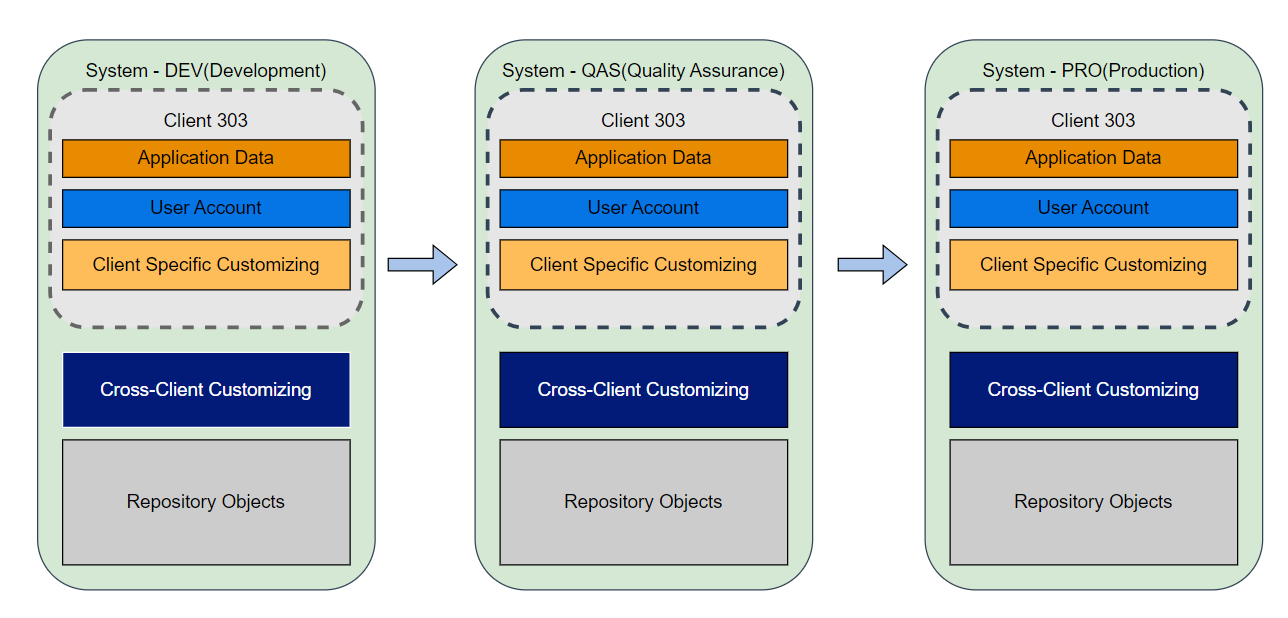 System - DEV(Development)
Client 303
Application Data
User Account
Client Specific Customizing
Cross-Client Customizing
Repository Objects
System - QAS(Quality Assurance)
Client 303
Application Data
User Account
Client Specific Customizing
Cross-Client Customizing
Repository Objects
System - PRO(Production)
Client 303
Application Data
User Account
Client Specific Customizing
Cross-Client Customizing
Repository Objects